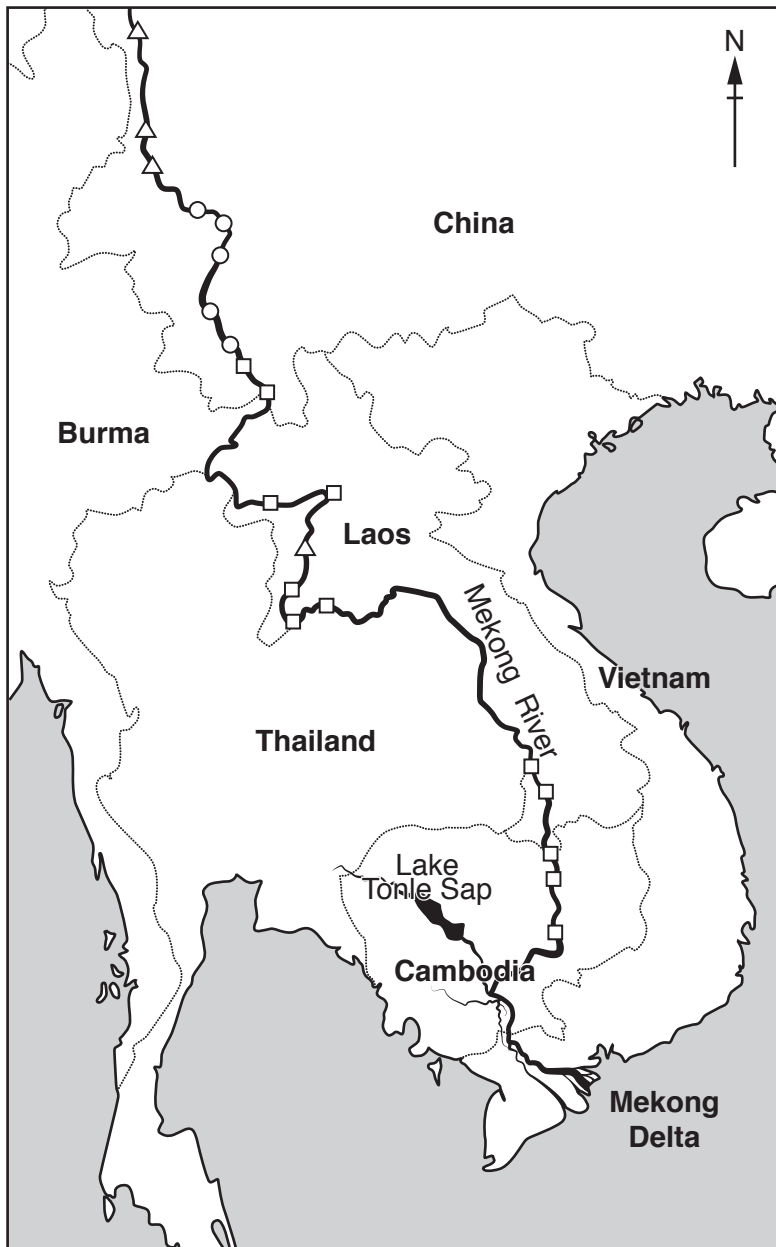 N
China
Burma
Laos
Mekong River
Vietnam
Thailand
Lake
Tonle Sap
Cambodia
Mekong
Delta